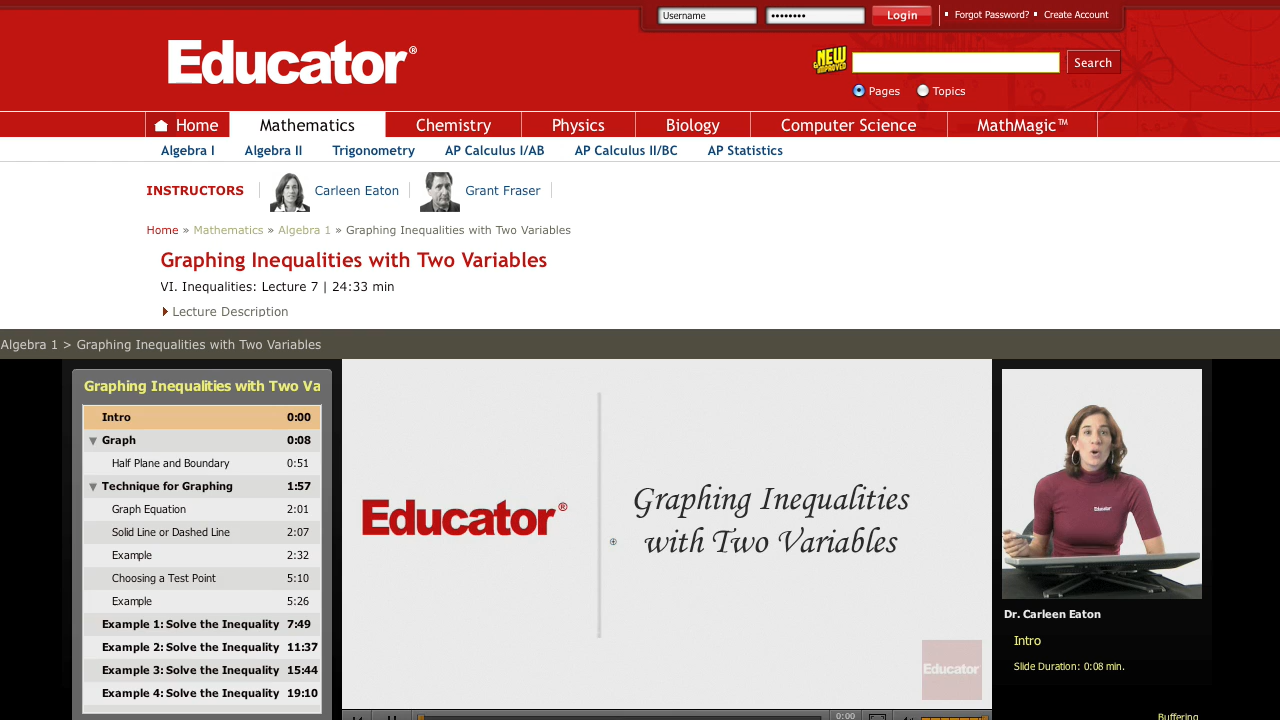 Username
••••••••
Login
Forgot Password?
Create Account
Educator®
NEW
& IMPROVED
Search
Pages
Topics
Home
Mathematics
Chemistry
Physics
Biology
Computer Science
MathMagic™
Algebra I
Algebra II
Trigonometry
AP Calculus I/AB
AP Calculus II/BC
AP Statistics
INSTRUCTORS
Carleen Eaton
Grant Fraser
Home » Mathematics » Algebra 1 » Graphing Inequalities with Two Variables
Graphing Inequalities with Two Variables
VI. Inequalities: Lecture 7 | 24:33 min
Lecture Description
Algebra 1 > Graphing Inequalities with Two Variables
Graphing Inequalities with Two Va
Intro 0:00
Graph 0:08
Half Plane and Boundary 0:51
Technique for Graphing 1:57
Graph Equation 2:01
Solid Line or Dashed Line 2:07
Example 2:32
Choosing a Test Point 5:10
Example 5:26
Example 1: Solve the Inequality 7:49
Example 2: Solve the Inequality 11:37
Example 3: Solve the Inequality 15:44
Example 4: Solve the Inequality 19:10
Educator®
Graphing Inequalities
with Two Variables
Educator
0:00
Educator
Dr. Carleen Eaton
Intro
Slide Duration: 0:08 min.
Buffering